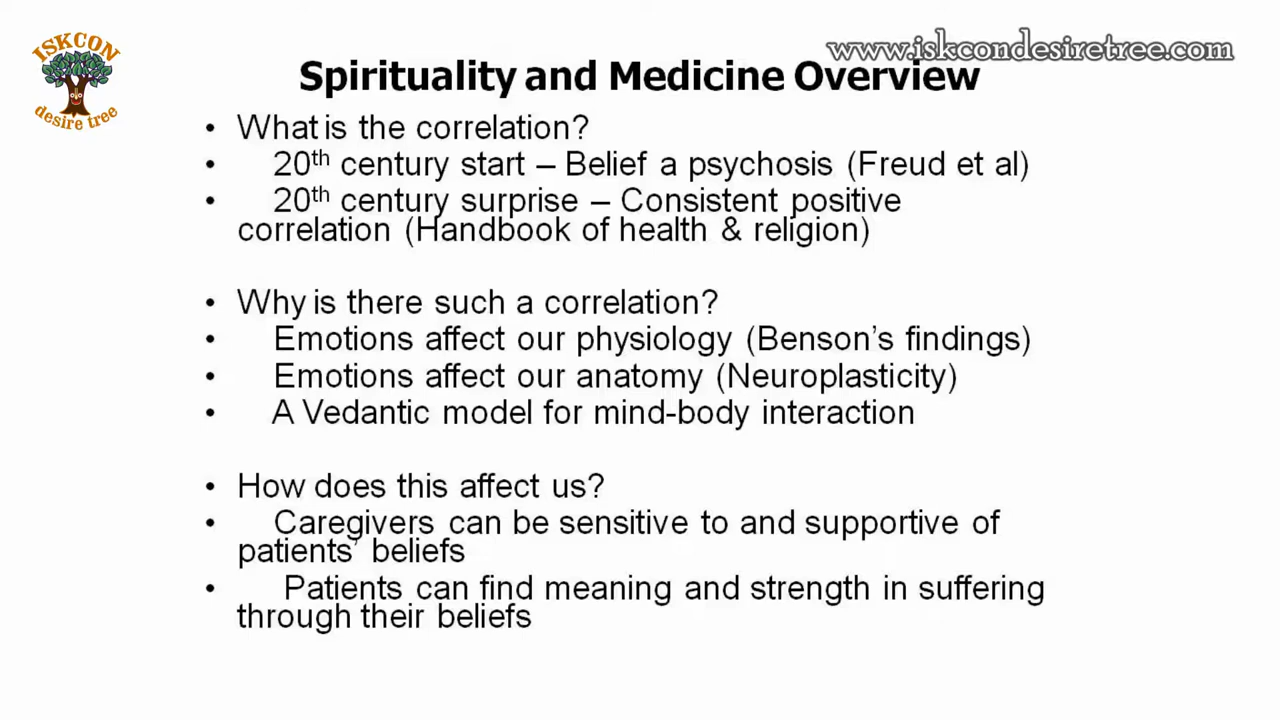 ISKCON
desire tree
www.iskcondesiretree.com
Spirituality and Medicine Overview
• What is the correlation?
• 20th century start – Belief a psychosis (Freud et al)
• 20th century surprise – Consistent positive
correlation (Handbook of health & religion)
• Why is there such a correlation?
• Emotions affect our physiology (Benson’s findings)
• Emotions affect our anatomy (Neuroplasticity)
• A Vedantic model for mind-body interaction
• How does this affect us?
• Caregivers can be sensitive to and supportive of
patients’ beliefs
• Patients can find meaning and strength in suffering
through their beliefs